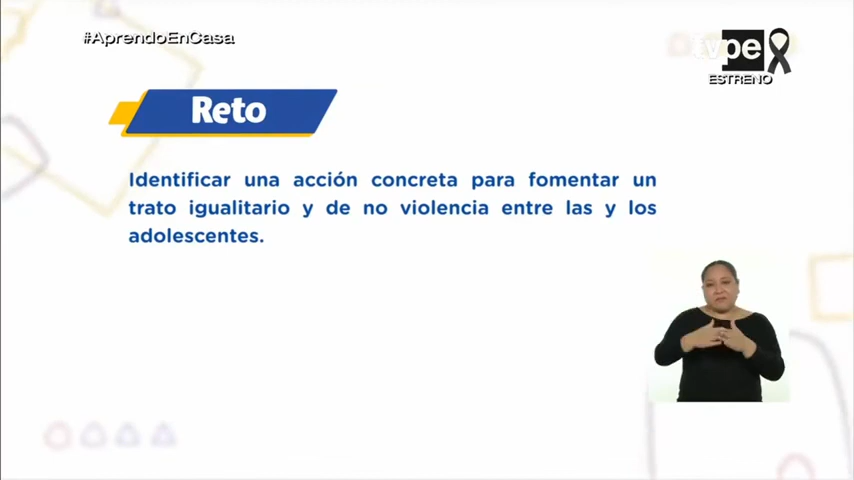 #AprendoEnCasa
tvpe
ESTRENO
Reto
Identificar una acción concreta para fomentar un
trato igualitario y de no violencia entre las y los
adolescentes.